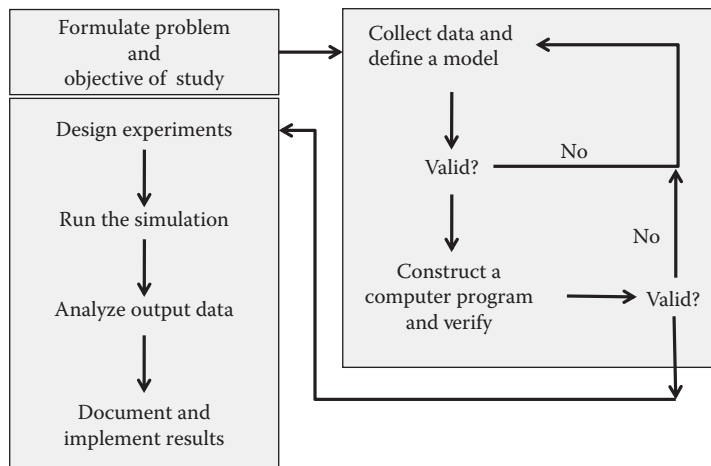 Formulate problem
and
objective of study
Collect data and
define a model
Valid?
No
Construct a
computer program
and verify
Valid?
No
Design experiments
Run the simulation
Analyze output data
Document and
implement results